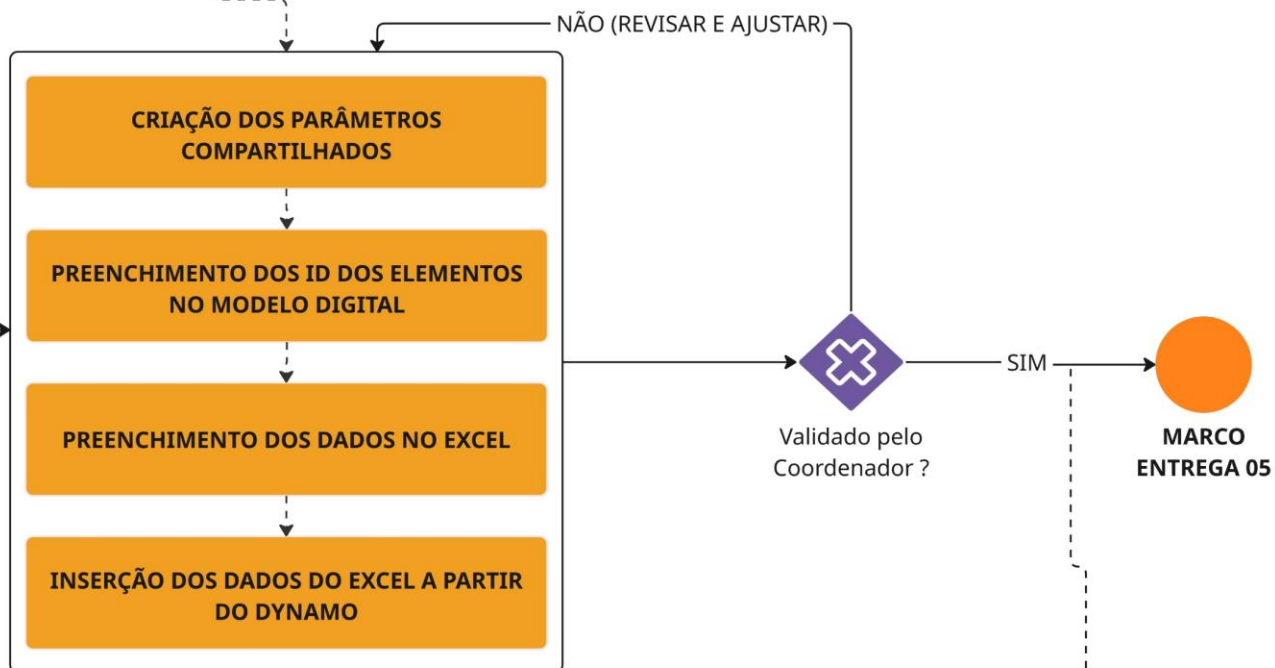 NÃO (REVISAR E AJUSTAR)
CRIAÇÃO DOS PARÂMETROS
COMPARTILHADOS
PREENCHIMENTO DOS ID DOS ELEMENTOS
NO MODELO DIGITAL
PREENCHIMENTO DOS DADOS NO EXCEL
INSERÇÃO DOS DADOS DO EXCEL A PARTIR
DO DYNAMO
Validado pelo
Coordenador ?
SIM
MARCO
ENTREGA 05